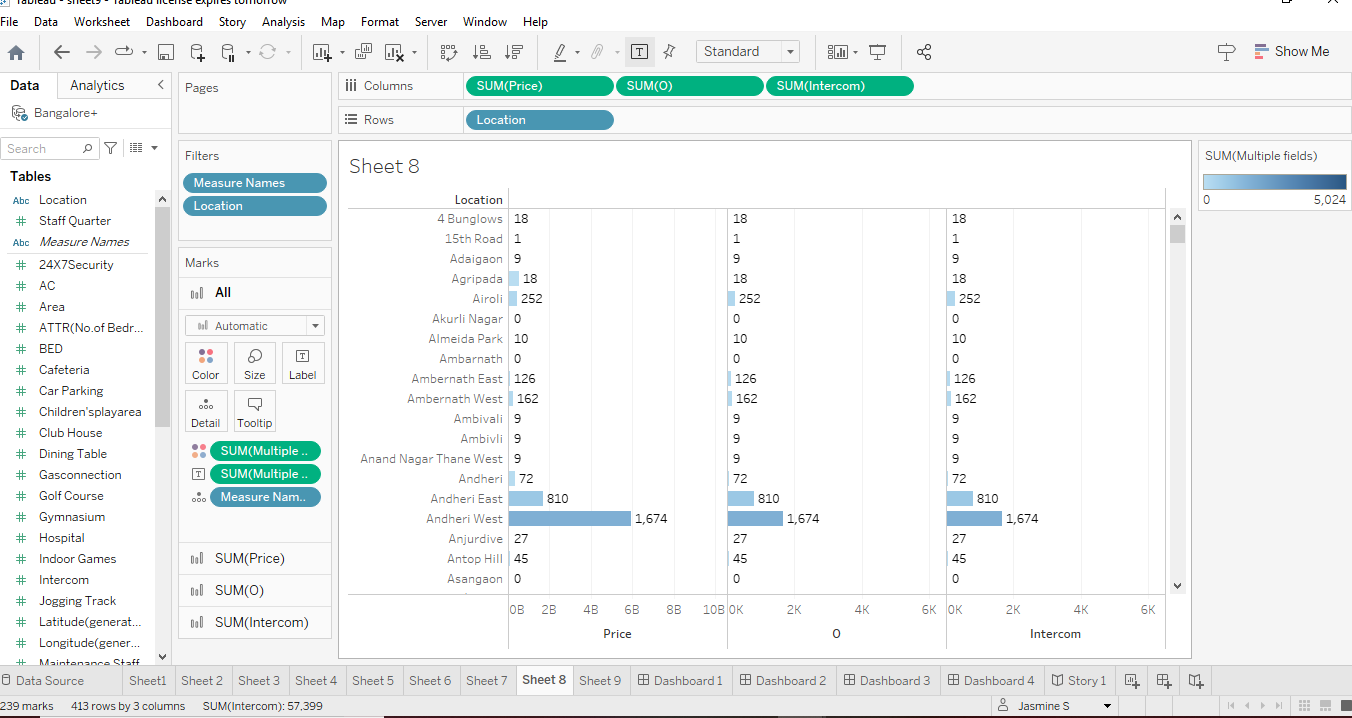 Tableau - sheet9 - Tableau license expires tomorrow
File Data Worksheet Dashboard Story Analysis Map Format Server Window Help
Standard
Show Me
Data Analytics
Bangalore+
Search
Tables
Abc Location
# Staff Quarter
Abc Measure Names
# 24X7Security
# AC
# Area
# ATTR(No.of Bedr...
# BED
# Cafeteria
# Car Parking
# Children'splayarea
# Club House
# Dining Table
# Gasconnection
# Golf Course
# Gymnasium
# Hospital
# Indoor Games
# Intercom
# Jogging Track
# Latitude(generat...
# Longitude(gener...
# Maintenance Staff
Pages
Filters
Measure Names
Location
Marks
All
Automatic
Color Size Label
Detail Tooltip
SUM(Multiple ..
SUM(Multiple ..
Measure Nam..
SUM(Price)
SUM(O)
SUM(Intercom)
Columns SUM(Price) SUM(O) SUM(Intercom)
Rows Location
Sheet 8
Location
4 Bunglows 18 18 18
15th Road 1 1 1
Adaigaon 9 9 9
Agripada 18 18 18
Airoli 252 252 252
Akurli Nagar 0 0 0
Almeida Park 10 10 10
Ambarnath 0 0 0
Ambernath East 126 126 126
Ambernath West 162 162 162
Ambivali 9 9 9
Ambivli 9 9 9
Anand Nagar Thane West 9 9 9
Andheri 72 72 72
Andheri East 810 810 810
Andheri West 1,674 1,674 1,674
Anjurdive 27 27 27
Antop Hill 45 45 45
Asangaon 0 0 0
0B 2B 4B 6B 8B 10B 0K 2K 4K 6K 0K 2K 4K 6K
Price O Intercom
SUM(Multiple fields)
0 5,024
Data Source Sheet1 Sheet 2 Sheet 3 Sheet 4 Sheet 5 Sheet 6 Sheet 7 Sheet 8 Sheet 9 Dashboard 1 Dashboard 2 Dashboard 3 Dashboard 4 Story 1
239 marks 413 rows by 3 columns SUM(Intercom): 57,399 Jasmine S